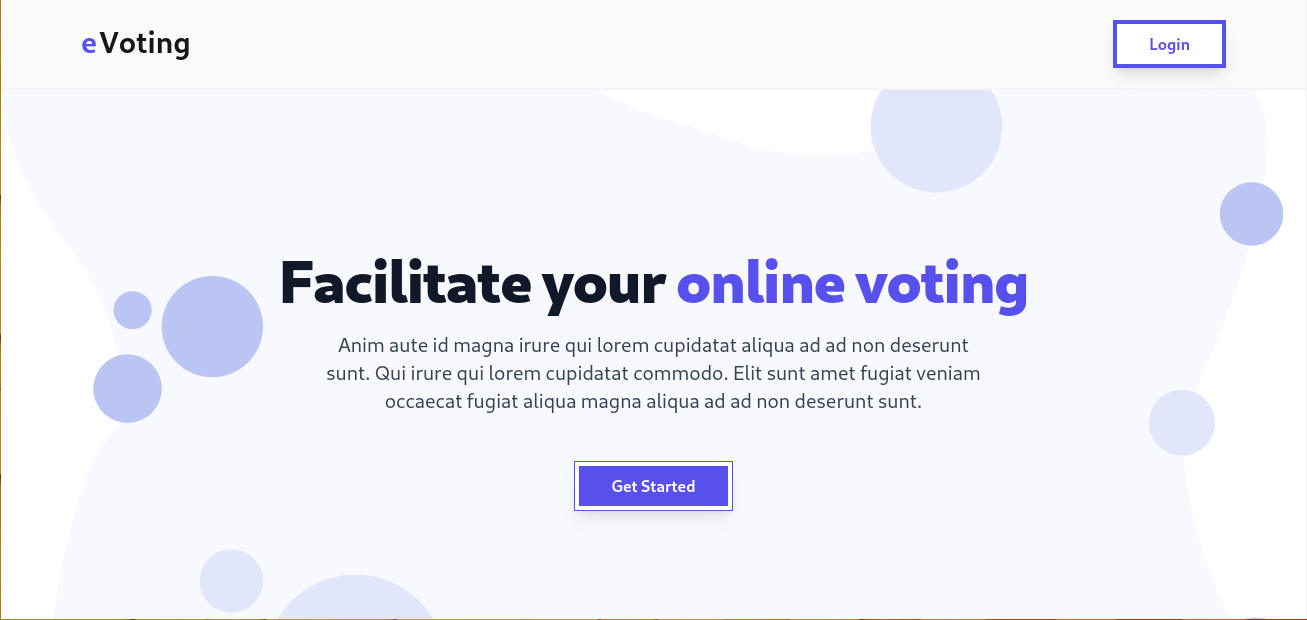 eVoting
Login
Facilitate your online voting
Anim aute id magna irure qui lorem cupidatat aliqua ad ad non deserunt
sunt. Qui irure qui lorem cupidatat commodo. Elit sunt amet fugiat veniam
occaecat fugiat aliqua magna aliqua ad ad non deserunt sunt.
Get Started